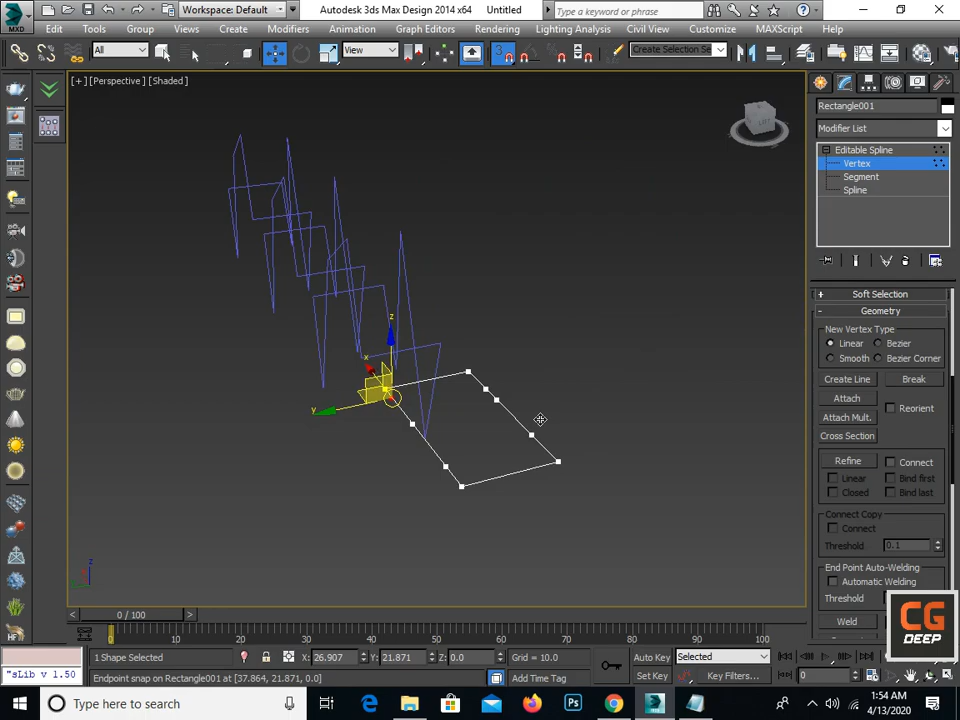 MXD
Workspace: Default
Autodesk 3ds Max Design 2014 x64
Untitled
Type a keyword or phrase
Edit Tools Group Views Create Modifiers Animation Graph Editors Rendering Lighting Analysis Civil View Customize MAXScript Help
All
View
3
Create Selection Se
[+] [Perspective] [Shaded]
Rectangle001
Modifier List
Editable Spline
Vertex
Segment
Spline
+ Soft Selection
- Geometry
New Vertex Type
Linear Bezier
Smooth Bezier Corner
Create Line Break
Attach Reorient
Attach Mult.
Cross Section
Refine Connect
Linear Bind first
Closed Bind last
Connect Copy
Connect
Threshold 0.1
End Point Auto-Welding
Automatic Welding
Threshold
Weld
x
y
z
z
< 0 / 100 >
0 10 20 30 40 50 60 70 80 90 100
1 Shape Selected
X: 26.907 Y: 21.871 Z: 0.0
Grid = 10.0
Auto Key Selected
"sLib v 1.50
Endpoint snap on Rectangle001 at [37.864, 21.871, 0.0]
Add Time Tag
Set Key Key Filters...
0
CG
DEEP
Type here to search
Ps
1:54 AM
4/13/2020